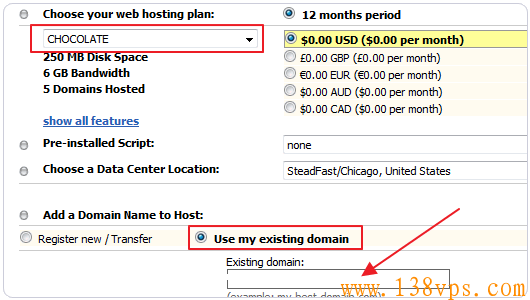 Choose your web hosting plan:
12 months period
CHOCOLATE
$0.00 USD ($0.00 per month)
250 MB Disk Space
£0.00 GBP (£0.00 per month)
6 GB Bandwidth
€0.00 EUR (€0.00 per month)
5 Domains Hosted
$0.00 AUD ($0.00 per month)
$0.00 CAD ($0.00 per month)
show all features
Pre-installed Script:
none
Choose a Data Center Location:
SteadFast/Chicago, United States
Add a Domain Name to Host:
Register new / Transfer
Use my existing domain
Existing domain:
www.138vps.com
(example: my-best-domain.com)